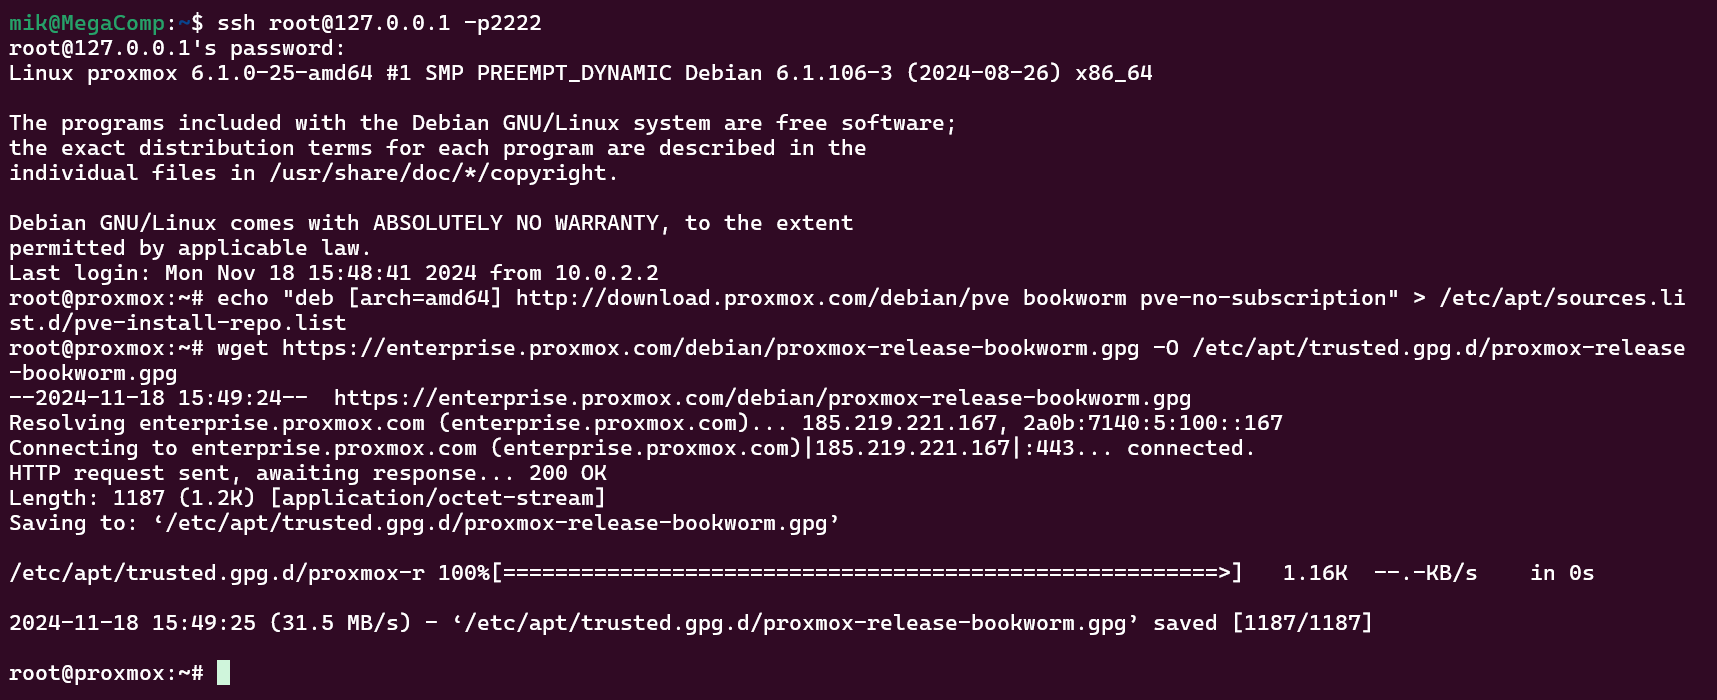 mik@MegaComp:~$ ssh root@127.0.0.1 -p2222
root@127.0.0.1's password:
Linux proxmox 6.1.0-25-amd64 #1 SMP PREEMPT_DYNAMIC Debian 6.1.106-3 (2024-08-26) x86_64
The programs included with the Debian GNU/Linux system are free software;
the exact distribution terms for each program are described in the
individual files in /usr/share/doc/*/copyright.
Debian GNU/Linux comes with ABSOLUTELY NO WARRANTY, to the extent
permitted by applicable law.
Last login: Mon Nov 18 15:48:41 2024 from 10.0.2.2
root@proxmox:~# echo "deb [arch=amd64] http://download.proxmox.com/debian/pve bookworm pve-no-subscription" > /etc/apt/sources.li
st.d/pve-install-repo.list
root@proxmox:~# wget https://enterprise.proxmox.com/debian/proxmox-release-bookworm.gpg -O /etc/apt/trusted.gpg.d/proxmox-release
-bookworm.gpg
--2024-11-18 15:49:24--  https://enterprise.proxmox.com/debian/proxmox-release-bookworm.gpg
Resolving enterprise.proxmox.com (enterprise.proxmox.com)... 185.219.221.167, 2a0b:7140:5:100::167
Connecting to enterprise.proxmox.com (enterprise.proxmox.com)|185.219.221.167|:443... connected.
HTTP request sent, awaiting response... 200 OK
Length: 1187 (1.2K) [application/octet-stream]
Saving to: ‘/etc/apt/trusted.gpg.d/proxmox-release-bookworm.gpg’
/etc/apt/trusted.gpg.d/proxmox-r 100%[=======================================================>]   1.16K  --.-KB/s    in 0s
2024-11-18 15:49:25 (31.5 MB/s) - ‘/etc/apt/trusted.gpg.d/proxmox-release-bookworm.gpg’ saved [1187/1187]
root@proxmox:~#